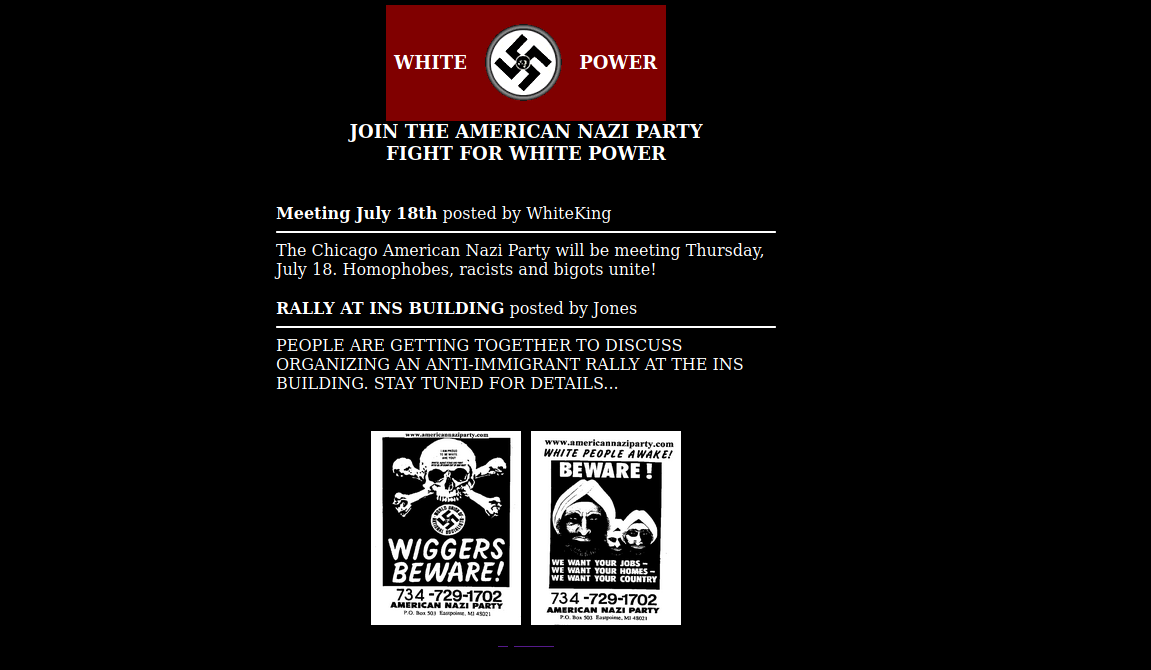 WHITE POWER
JOIN THE AMERICAN NAZI PARTY
FIGHT FOR WHITE POWER
Meeting July 18th posted by WhiteKing
The Chicago American Nazi Party will be meeting Thursday,
July 18. Homophobes, racists and bigots unite!
RALLY AT INS BUILDING posted by Jones
PEOPLE ARE GETTING TOGETHER TO DISCUSS
ORGANIZING AN ANTI-IMMIGRANT RALLY AT THE INS
BUILDING. STAY TUNED FOR DETAILS...
www.americannaziparty.com
WIGGERS
BEWARE!
734-729-1702
AMERICAN NAZI PARTY
P.O. Box 503 Eastpointe, MI 48021
www.americannaziparty.com
WHITE PEOPLE AWAKE!
BEWARE!
WE WANT YOUR JOBS –
WE WANT YOUR HOMES –
WE WANT YOUR COUNTRY
734-729-1702
AMERICAN NAZI PARTY
P.O. Box 503 Eastpointe, MI 48021